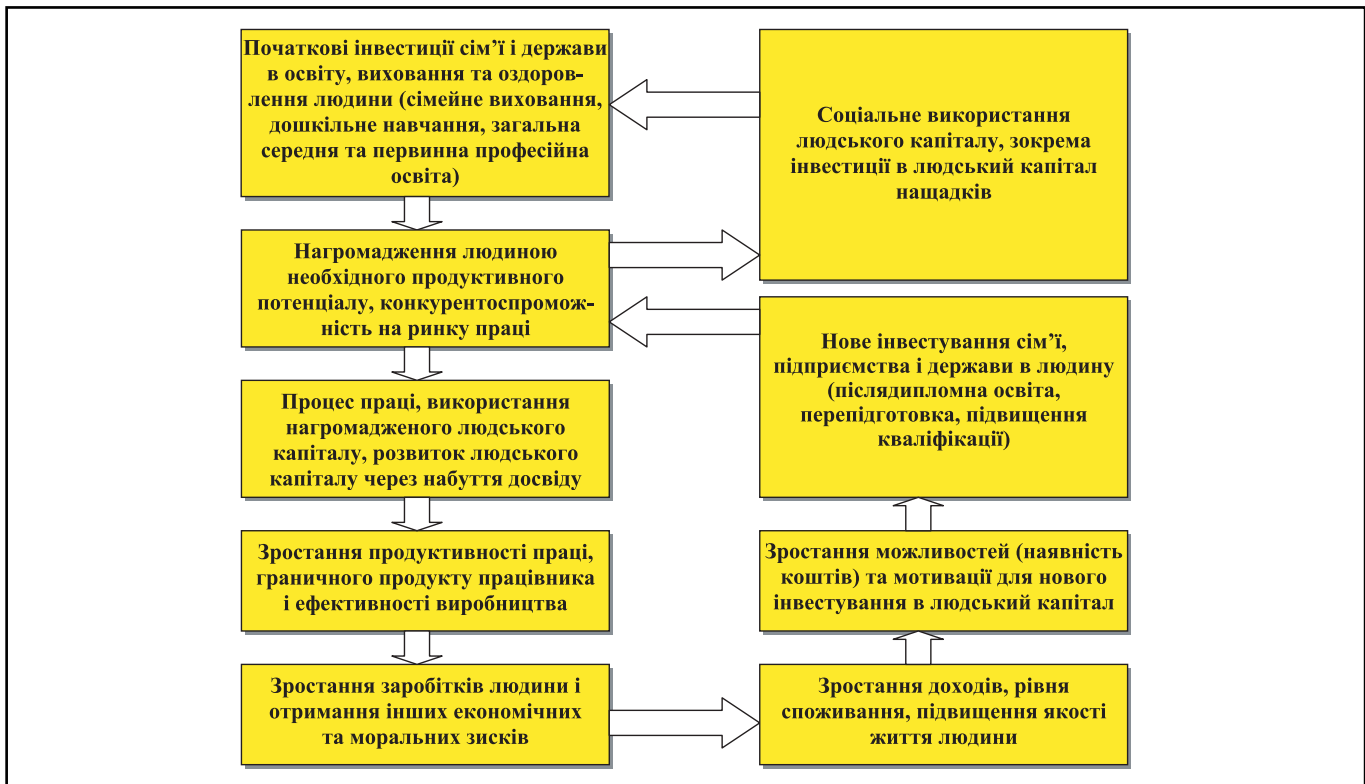 Початкові інвестиції сім’ї і держави
в освіту, виховання та оздоров-
лення людини (сімейне виховання,
дошкільне навчання, загальна
середня та первинна професійна
освіта)
Соціальне використання
людського капіталу, зокрема
інвестиції в людський капітал
нащадків
Нагромадження людиною
необхідного продуктивного
потенціалу, конкурентоспромож-
ність на ринку праці
Нове інвестування сім’ї,
підприємства і держави в людину
(післядипломна освіта,
перепідготовка, підвищення
кваліфікації)
Процес праці, використання
нагромадженого людського
капіталу, розвиток людського
капіталу через набуття досвіду
Зростання продуктивності праці,
граничного продукту працівника
і ефективності виробництва
Зростання можливостей (наявність
коштів) та мотивації для нового
інвестування в людський капітал
Зростання заробітків людини і
отримання інших економічних
та моральних зисків
Зростання доходів, рівня
споживання, підвищення якості
життя людини